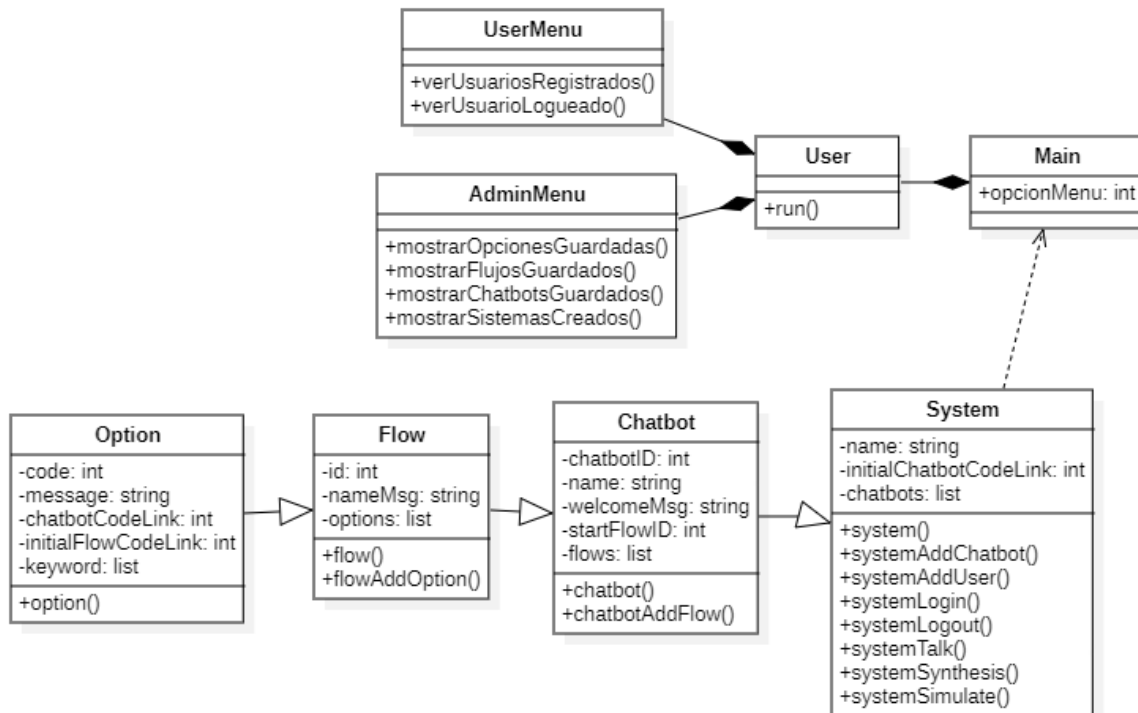 UserMenu
+verUsuariosRegistrados()
+verUsuarioLogueado()
User
+run()
Main
+opcionMenu: int
AdminMenu
+mostrarOpcionesGuardadas()
+mostrarFlujosGuardados()
+mostrarChatbotsGuardados()
+mostrarSistemasCreados()
Option
-code: int
-message: string
-chatbotCodeLink: int
-initialFlowCodeLink: int
-keyword: list
+option()
Flow
-id: int
-nameMsg: string
-options: list
+flow()
+flowAddOption()
Chatbot
-chatbotID: int
-name: string
-welcomeMsg: string
-startFlowID: int
-flows: list
+chatbot()
+chatbotAddFlow()
System
-name: string
-initialChatbotCodeLink: int
-chatbots: list
+system()
+systemAddChatbot()
+systemAddUser()
+systemLogin()
+systemLogout()
+systemTalk()
+systemSynthesis()
+systemSimulate()